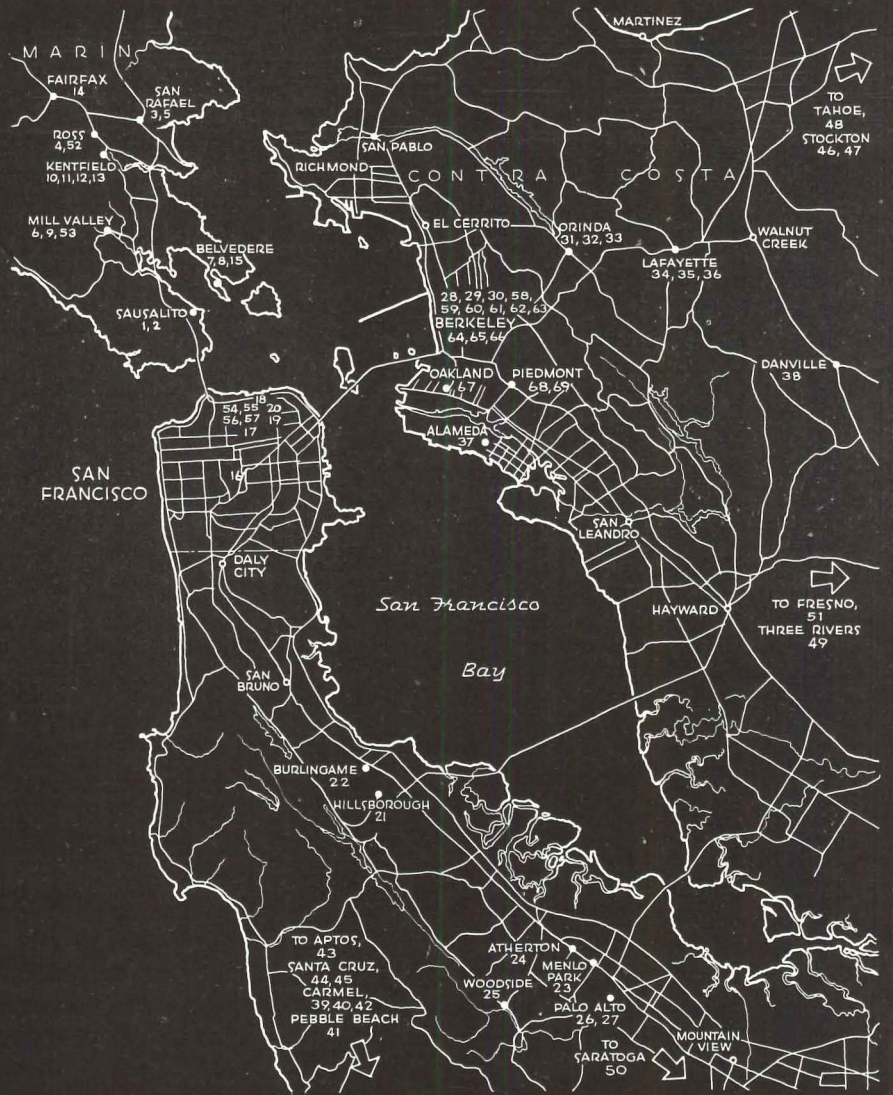 MARTINEZ
MARIN
FAIRFAX
14
SAN
RAFAEL
3,5
TO
TAHOE,
48
STOCKTON
46, 47
ROSS
4,52
SAN PABLO
KENTFIELD
10,11,12,13
RICHMOND
CONTRA COSTA
MILL VALLEY
6,9,53
EL CERRITO
ORINDA
31, 32, 33
WALNUT
CREEK
BELVEDERE
7,8,15
LAFAYETTE
34, 35, 36
28, 29, 30, 58,
59, 60, 61, 62, 63
BERKELEY
64, 65, 66
SAUSALITO
1,2
DANVILLE
38
OAKLAND
67
PIEDMONT
68,69
18
54,55 20
56,57 19
17
ALAMEDA
37
16
SAN
FRANCISCO
SAN
LEANDRO
DALY
CITY
San Francisco
Bay
HAYWARD
TO FRESNO,
51
THREE RIVERS
49
SAN
BRUNO
BURLINGAME
22
HILLSBOROUGH
21
TO APTOS,
43
SANTA CRUZ,
44,45
CARMEL,
39,40,42
PEBBLE BEACH
41
ATHERTON
24
MENLO
PARK
23
WOODSIDE
25
PALO ALTO
26, 27
TO
SARATOGA
50
MOUNTAIN
VIEW